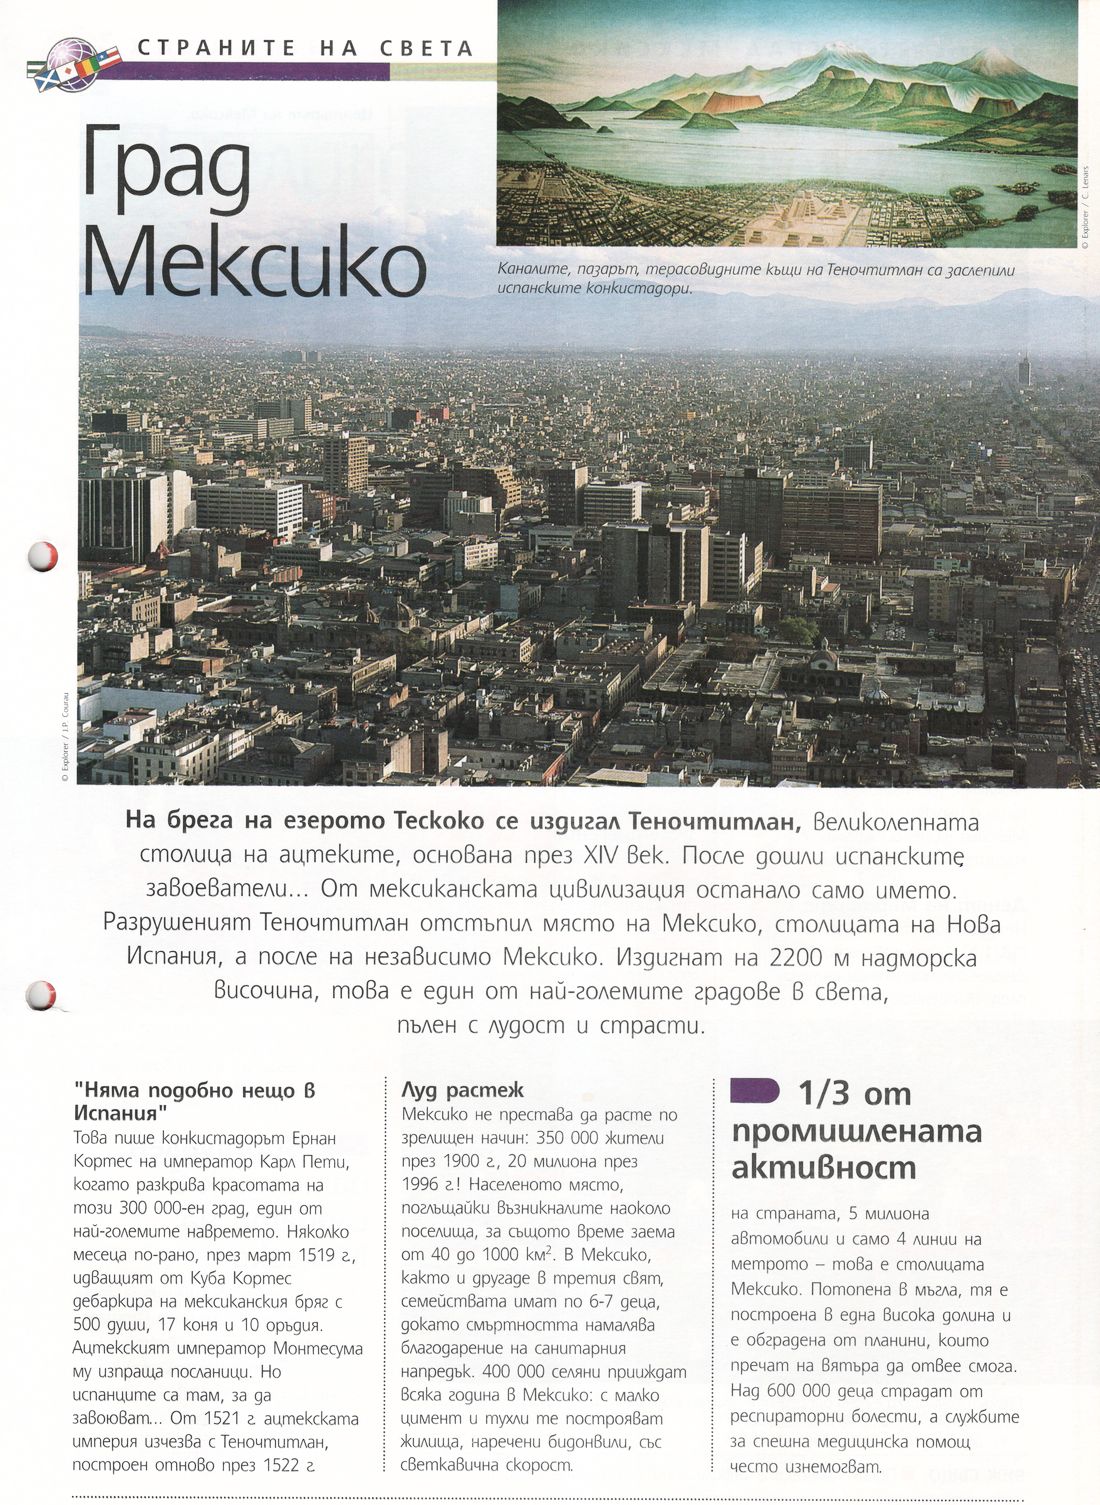 СТРАНИТЕ НА СВЕТА
Град
Мексико
© Explorer / C. Lenars
Каналите, пазарът, терасовидните къщи на Теночтитлан са заслепили
испанските конкистадори.
© Explorer / J.P. Courau
На брега на езерото Тескоко се издигал Теночтитлан, великолепната
столица на ацтеките, основана през XIV век. После дошли испанските
завоеватели... От мексиканската цивилизация останало само името.
Разрушеният Теночтитлан отстъпил място на Мексико, столицата на Нова
Испания, а после на независимо Мексико. Издигнат на 2200 м надморска
височина, това е един от най-големите градове в света,
пълен с лудост и страсти.
"Няма подобно нещо в
Испания"
Това пише конкистадорът Ернан
Кортес на император Карл Пети,
когато разкрива красотата на
този 300 000-ен град, един от
най-големите навремето. Няколко
месеца по-рано, през март 1519 г.,
идващият от Куба Кортес
дебаркира на мексиканския бряг с
500 души, 17 коня и 10 оръдия.
Ацтекският император Монтесума
му изпраща посланици. Но
испанците са там, за да
завоюват... От 1521 г. ацтекската
империя изчезва с Теночтитлан,
построен отново през 1522 г.
Луд растеж
Мексико не престава да расте по
зрелищен начин: 350 000 жители
през 1900 г., 20 милиона през
1996 г.! Населеното място,
поглъщайки възникналите наоколо
поселища, за същото време заема
от 40 до 1000 км². В Мексико,
както и другаде в третия свят,
семействата имат по 6-7 деца,
докато смъртността намалява
благодарение на санитарния
напредък. 400 000 селяни прииждат
всяка година в Мексико: с малко
цимент и тухли те построяват
жилища, наречени бидонвили, със
светкавична скорост.
1/3 от
промишлената
активност
на страната, 5 милиона
автомобили и само 4 линии на
метрото – това е столицата
Мексико. Потопена в мъгла, тя е
построена в една висока долина и
е обградена от планини, които
пречат на вятъра да отвее смога.
Над 600 000 деца страдат от
респираторни болести, а службите
за спешна медицинска помощ
често изнемогват.